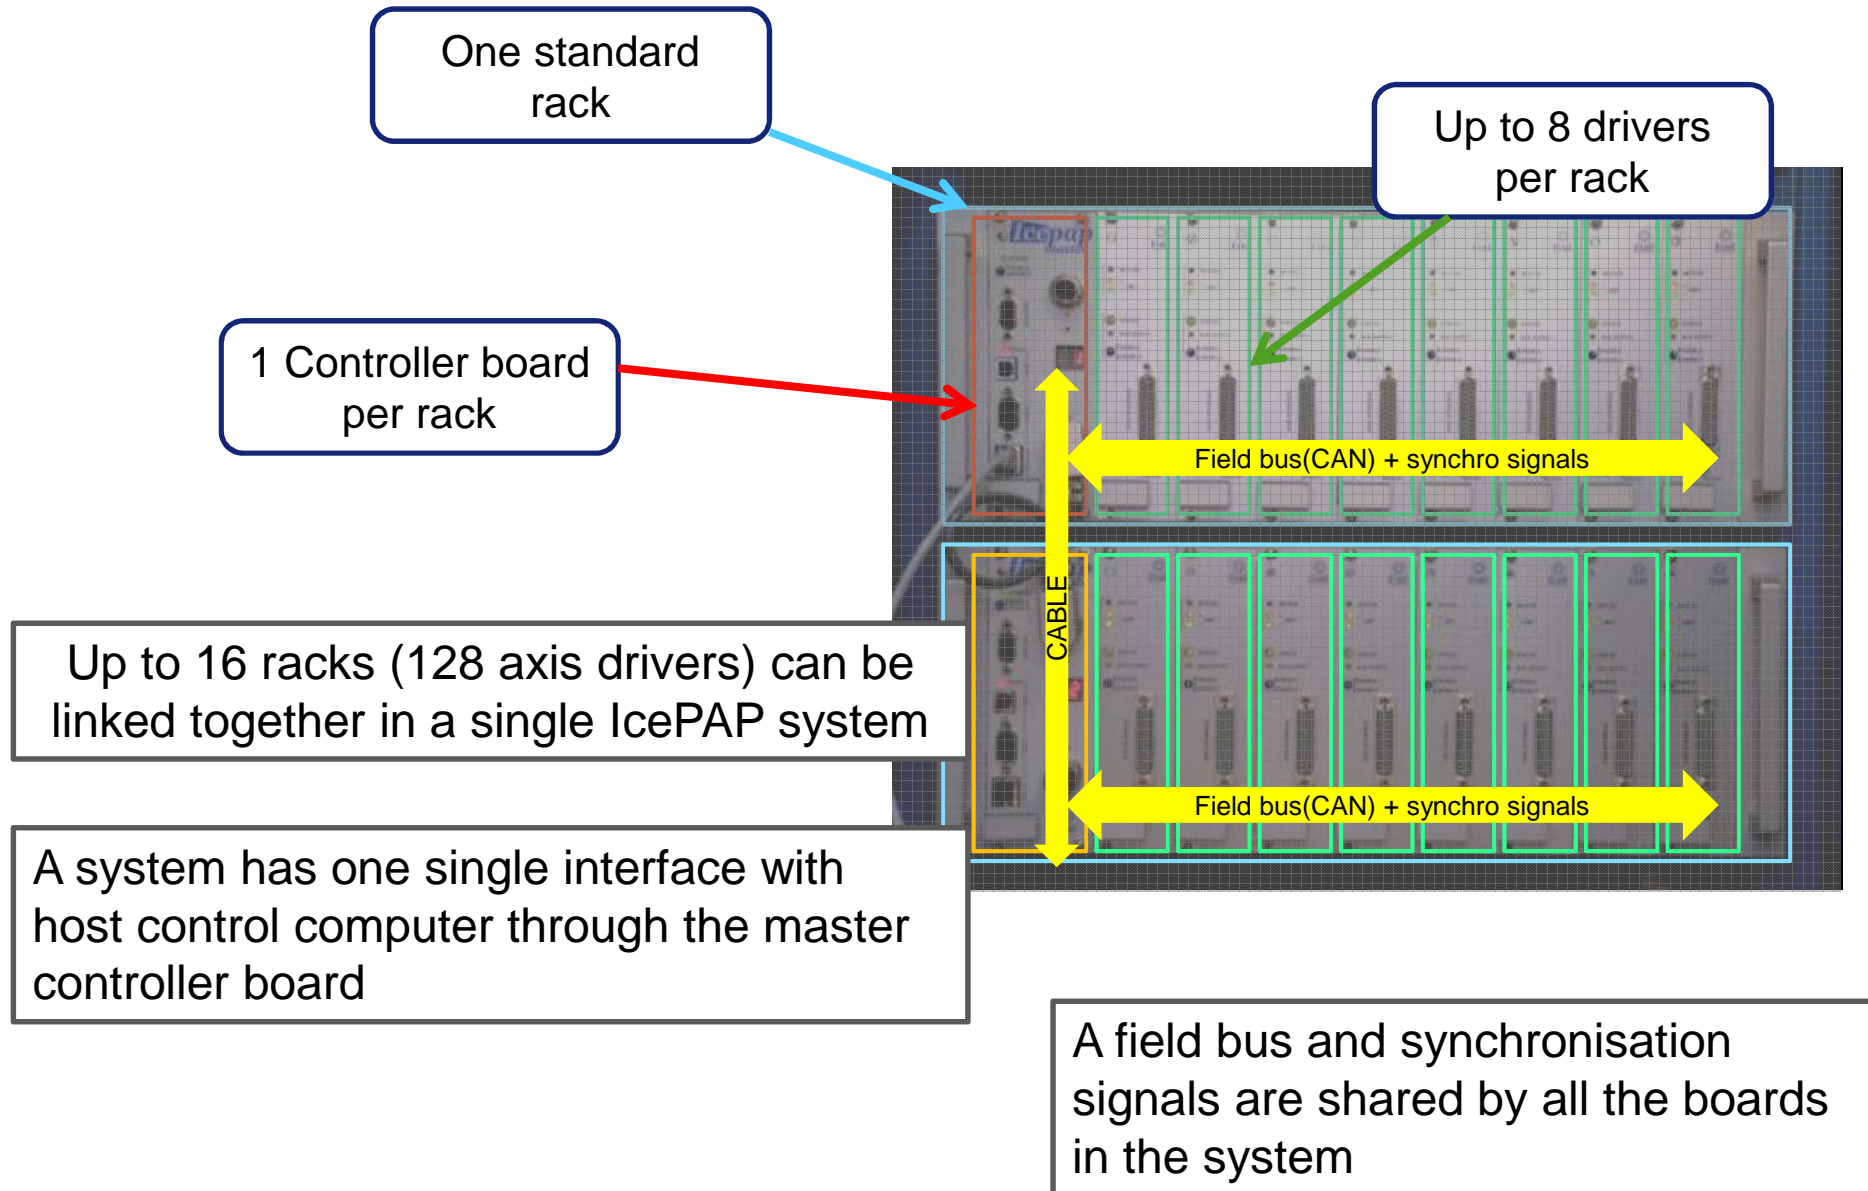 One standard
rack
Up to 8 drivers
per rack
Icepap
1 Controller board
per rack
Field bus(CAN) + synchro signals
CABLE
Up to 16 racks (128 axis drivers) can be
linked together in a single IcePAP system
Field bus(CAN) + synchro signals
A system has one single interface with
host control computer through the master
controller board
A field bus and synchronisation
signals are shared by all the boards
in the system